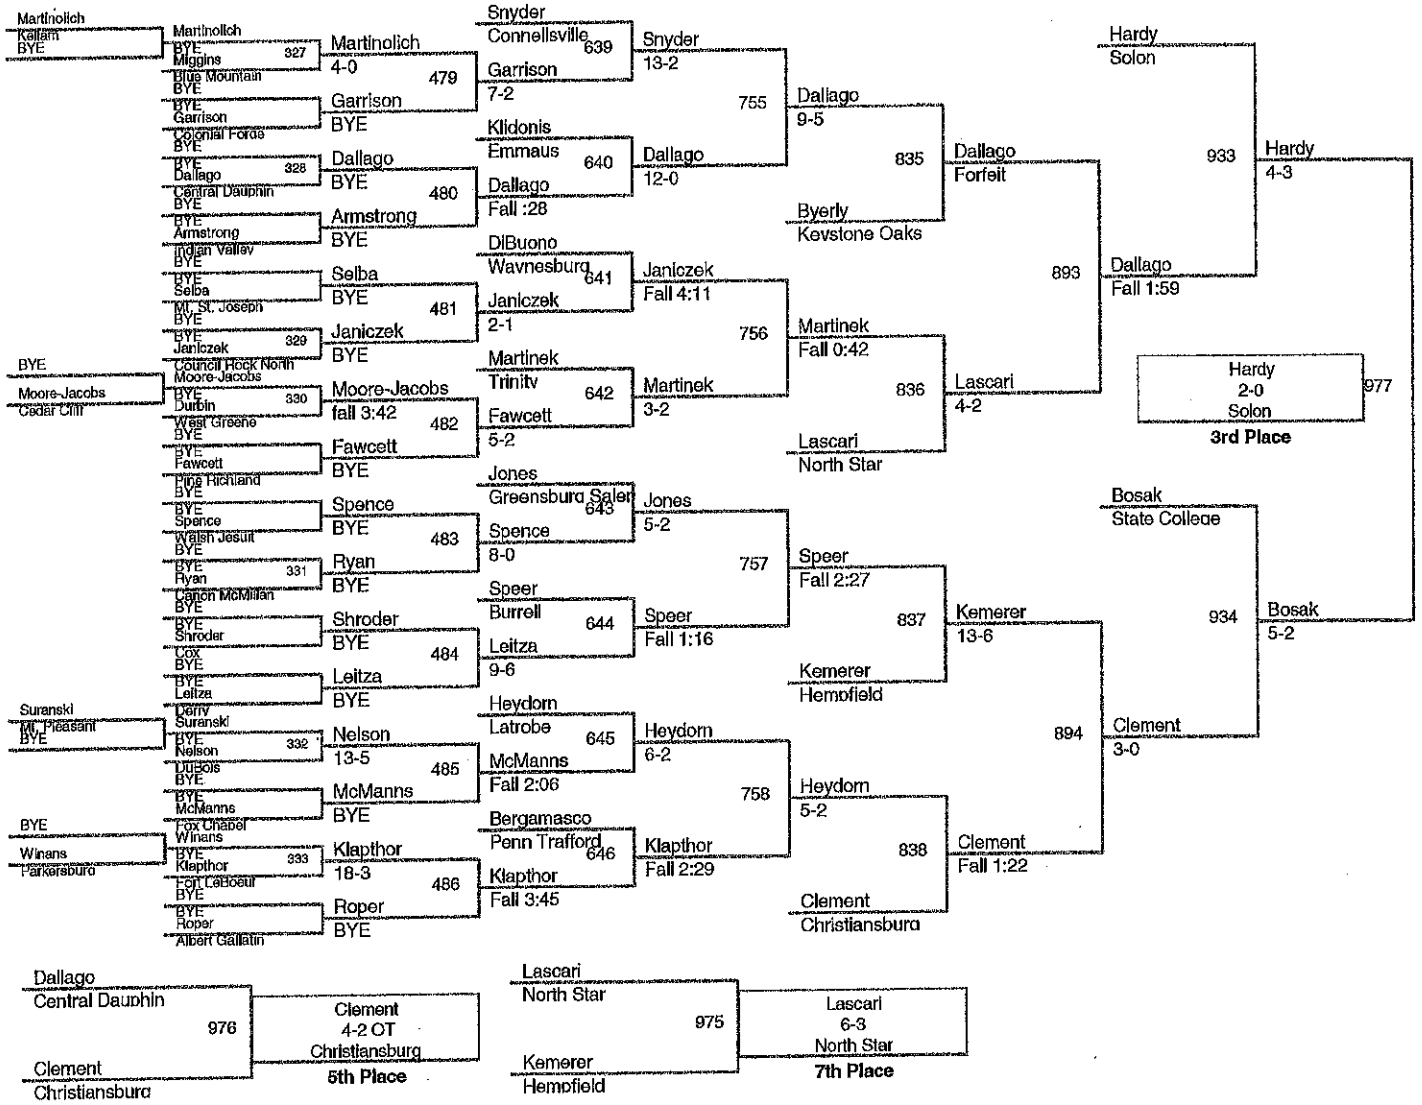 Martinolich
Kellam
BYE
BYE
Moore-Jacobs
Cedar Cliff
Suranski
Mt. Pleasant
BYE
BYE
Winans
Parkersburg
Martinolich
BYE
Miggins
327
Blue Mountain
BYE
BYE
Garrison
Colonial Forge
BYE
BYE
Dallago
328
Central Dauphin
BYE
BYE
Armstrong
Indian Valley
BYE
BYE
Selba
Mt. St. Joseph
BYE
BYE
Janiczek
329
Council Rock North
Moore-Jacobs
BYE
Durbin
330
West Greene
BYE
BYE
Fawcett
Pine Richland
BYE
BYE
Spence
Walsh Jesuit
BYE
BYE
Ryan
331
Canon McMillan
BYE
BYE
Shroder
Cox
BYE
BYE
Leitza
Derry
Suranski
BYE
Nelson
332
DuBois
BYE
BYE
McManns
Fox Chapel
Winans
BYE
Klapthor
333
Fort LeBoeuf
BYE
BYE
Roper
Albert Gallatin
Martinolich
4-0
479
Garrison
BYE
Dallago
BYE
480
Armstrong
BYE
Selba
BYE
481
Janiczek
BYE
Moore-Jacobs
fall 3:42
482
Fawcett
BYE
Spence
BYE
483
Ryan
BYE
Shroder
BYE
484
Leitza
BYE
Nelson
13-5
485
McManns
BYE
Klapthor
18-3
486
Roper
BYE
Snyder
Connellsville
639
Garrison
7-2
Klidonis
Emmaus
640
Dallago
Fall :28
DiBuono
Waynesburg
641
Janiczek
2-1
Martinek
Trinity
642
Fawcett
5-2
Jones
Greensburg Saler
643
Spence
8-0
Speer
Burrell
644
Leitza
9-6
Heydorn
Latrobe
645
McManns
Fall 2:06
Bergamasco
Penn Trafford
646
Klapthor
Fall 3:45
Snyder
13-2
755
Dallago
12-0
Janiczek
Fall 4:11
756
Martinek
3-2
Jones
5-2
757
Speer
Fall 1:16
Heydorn
6-2
758
Klapthor
Fall 2:29
Dallago
9-5
835
Byerly
Keystone Oaks
Martinek
Fall 0:42
836
Lascari
North Star
Speer
Fall 2:27
837
Kemerer
Hempfield
Heydorn
5-2
838
Clement
Christiansburg
Dallago
Forfeit
893
Lascari
4-2
Kemerer
13-6
894
Clement
Fall 1:22
Hardy
Solon
933
Dallago
Fall 1:59
Bosak
State College
934
Clement
3-0
Hardy
4-3
Bosak
5-2
Hardy
2-0
Solon
977
3rd Place
Dallago
Central Dauphin
976
Clement
Christiansburg
Clement
4-2 OT
Christiansburg
5th Place
Lascari
North Star
975
Kemerer
Hempfield
Lascari
6-3
North Star
7th Place